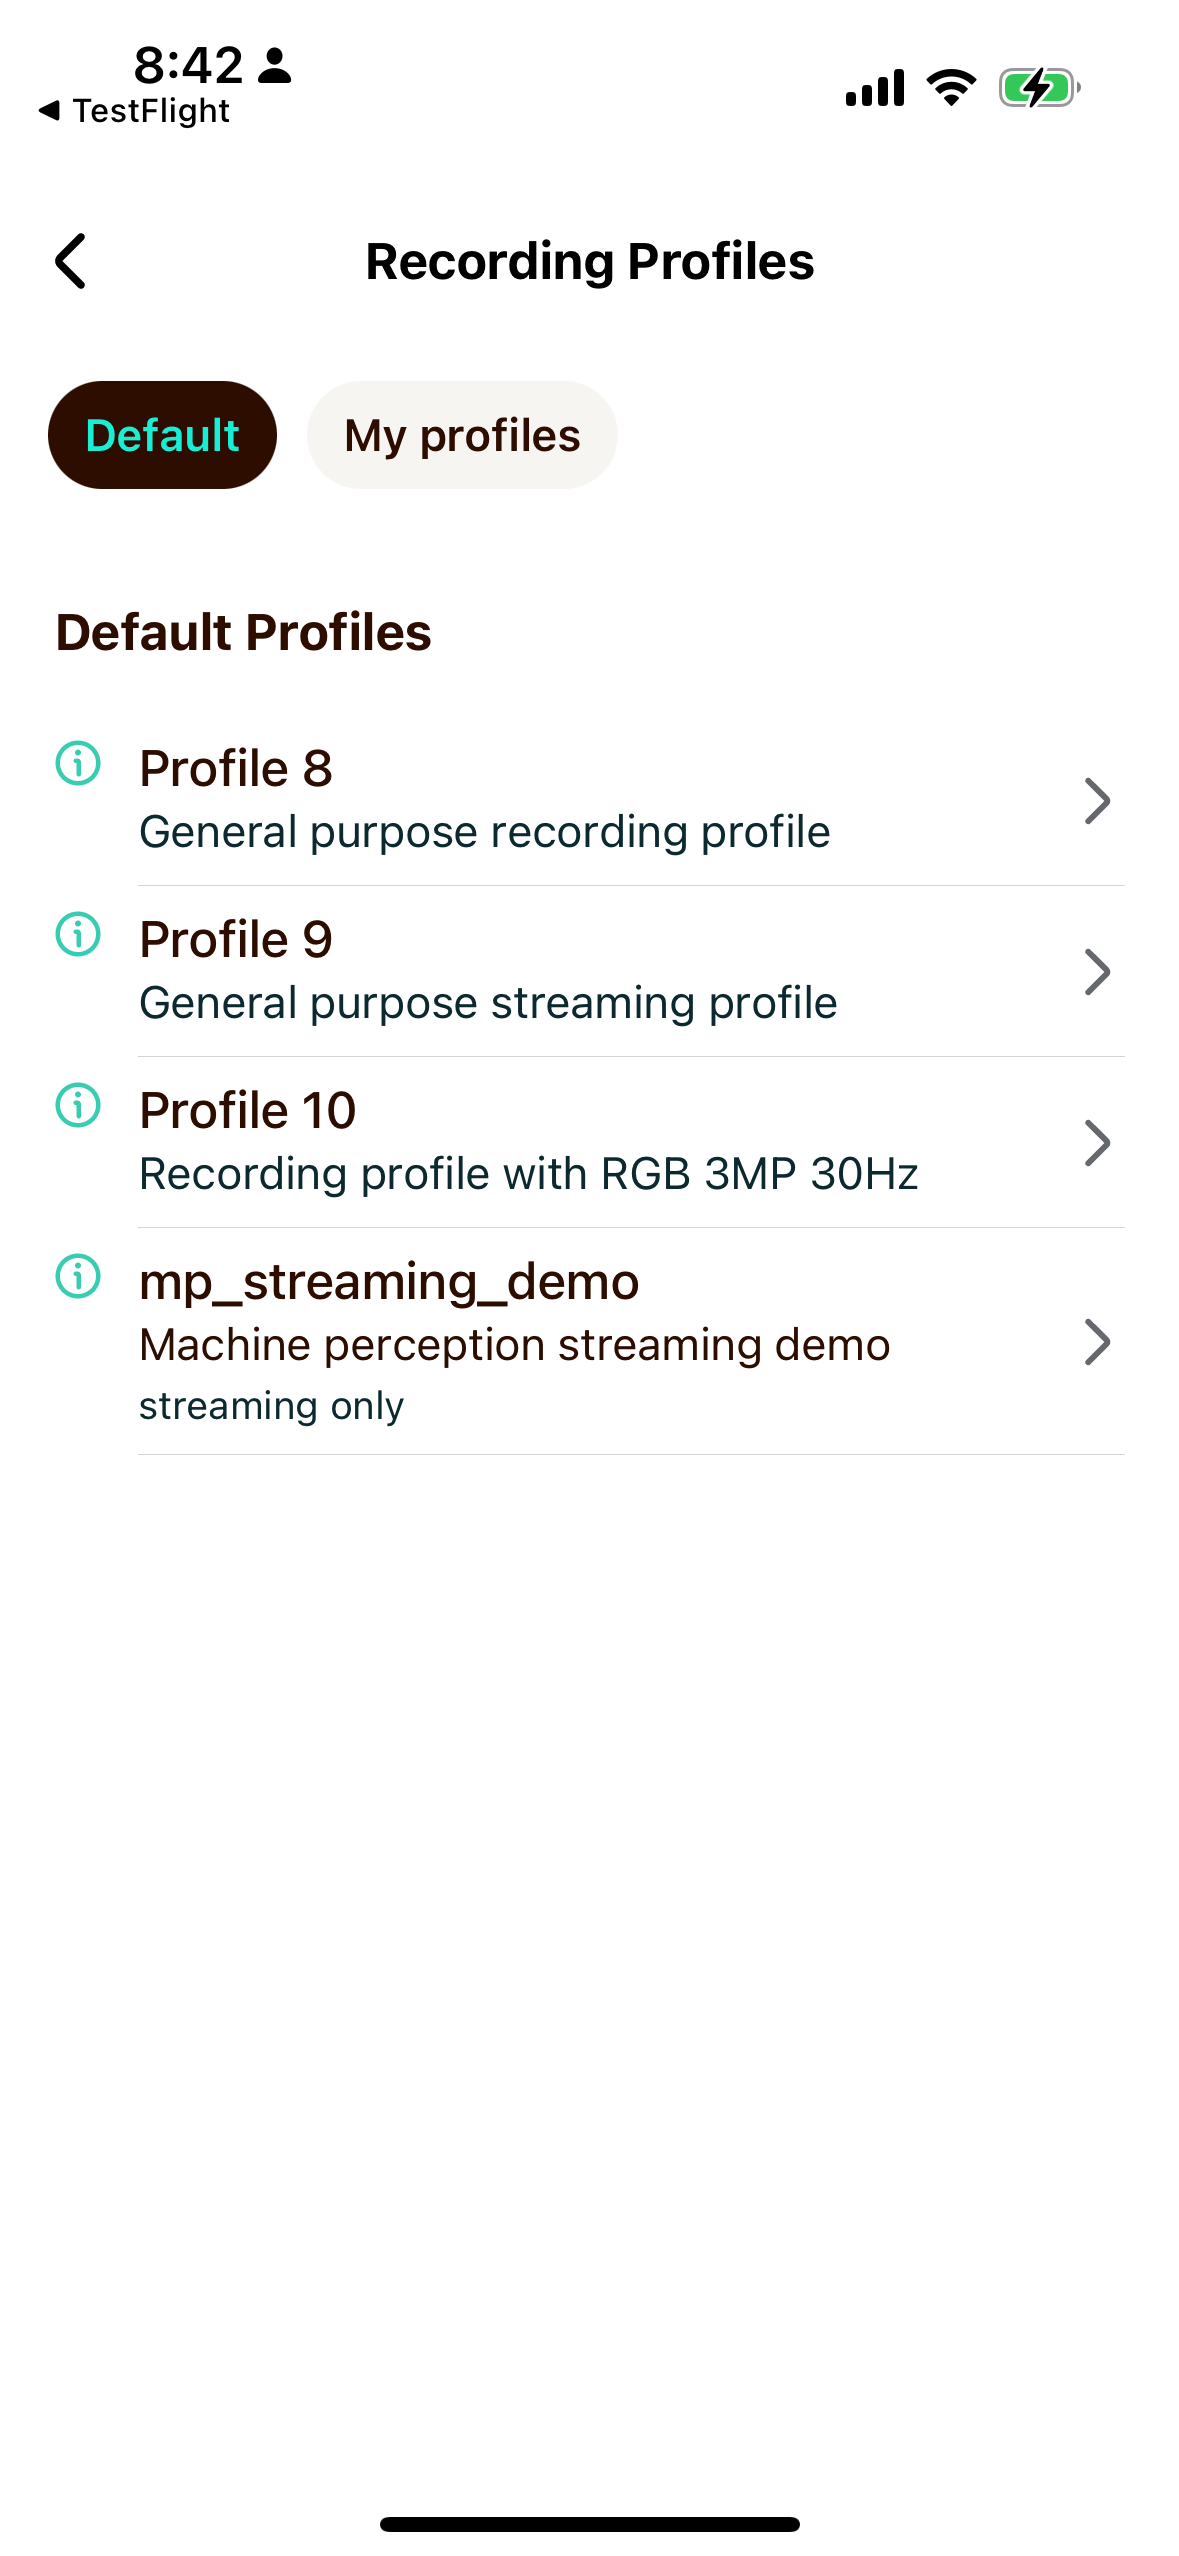 8:42
◀ TestFlight
Recording Profiles
Default
My profiles
Default Profiles
Profile 8
General purpose recording profile
Profile 9
General purpose streaming profile
Profile 10
Recording profile with RGB 3MP 30Hz
mp_streaming_demo
Machine perception streaming demo
streaming only